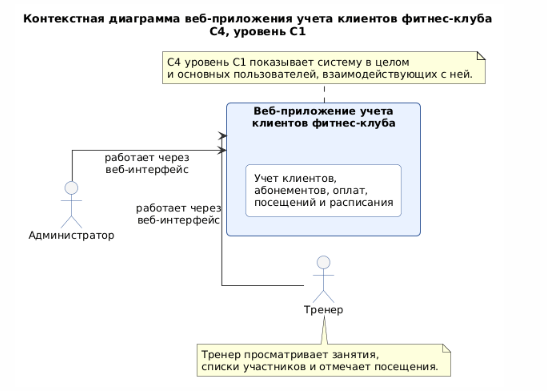 Контекстная диаграмма веб-приложения учета клиентов фитнес-клуба
C4, уровень C1
C4 уровень C1 показывает систему в целом
и основных пользователей, взаимодействующих с ней.
Веб-приложение учета
клиентов фитнес-клуба
работает через
веб-интерфейс
Учет клиентов,
абонементов, оплат,
посещений и расписания
Администратор
работает через
веб-интерфейс
Тренер
Тренер просматривает занятия,
списки участников и отмечает посещения.